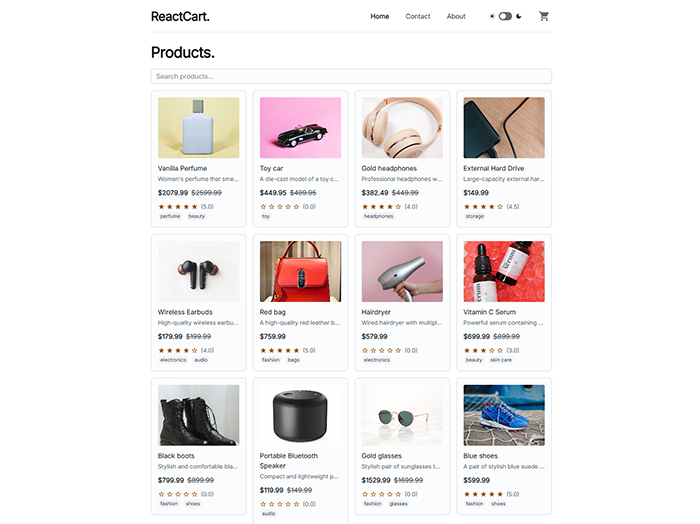 ReactCart.
Home
Contact
About
Products.
Search products...
Vanilla Perfume
Women's perfume that sme...
$2079.99 $2599.99
(5.0)
perfume beauty
Toy car
A die-cast model of a toy c...
$449.95 $499.95
(0.0)
toy
Gold headphones
Professional headphones w...
$382.49 $449.99
(4.0)
headphones
External Hard Drive
Large-capacity external har...
$149.99
(4.5)
storage
Wireless Earbuds
High-quality wireless earbu...
$179.99 $199.99
(4.0)
electronics audio
Red bag
A high-quality red leather b...
$759.99
(5.0)
fashion bags
Hairdryer
Wired hairdryer with multipl...
$579.99
(0.0)
electronics
serum
Vitamin C Serum
Powerful serum containing ...
$699.99 $899.99
(3.0)
beauty skin care
Black boots
Stylish and comfortable bla...
$799.99 $899.99
(0.0)
fashion shoes
Portable Bluetooth
Speaker
Compact and lightweight p...
$119.99 $149.99
(0.0)
audio
Gold glasses
Stylish pair of sunglasses t...
$1529.99 $1699.99
(0.0)
fashion glasses
Blue shoes
A pair of stylish blue suede ...
$599.99
(5.0)
fashion shoes